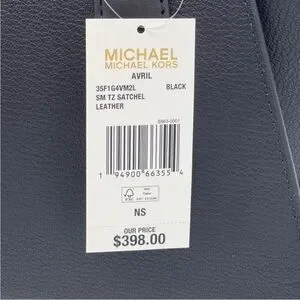 MICHAEL
MICHAEL KORS
AVRIL
35F1G4VM2L BLACK
SM TZ SATCHEL
LEATHER
1 94900 66355 4
FSC
NS
OUR PRICE
$398.00